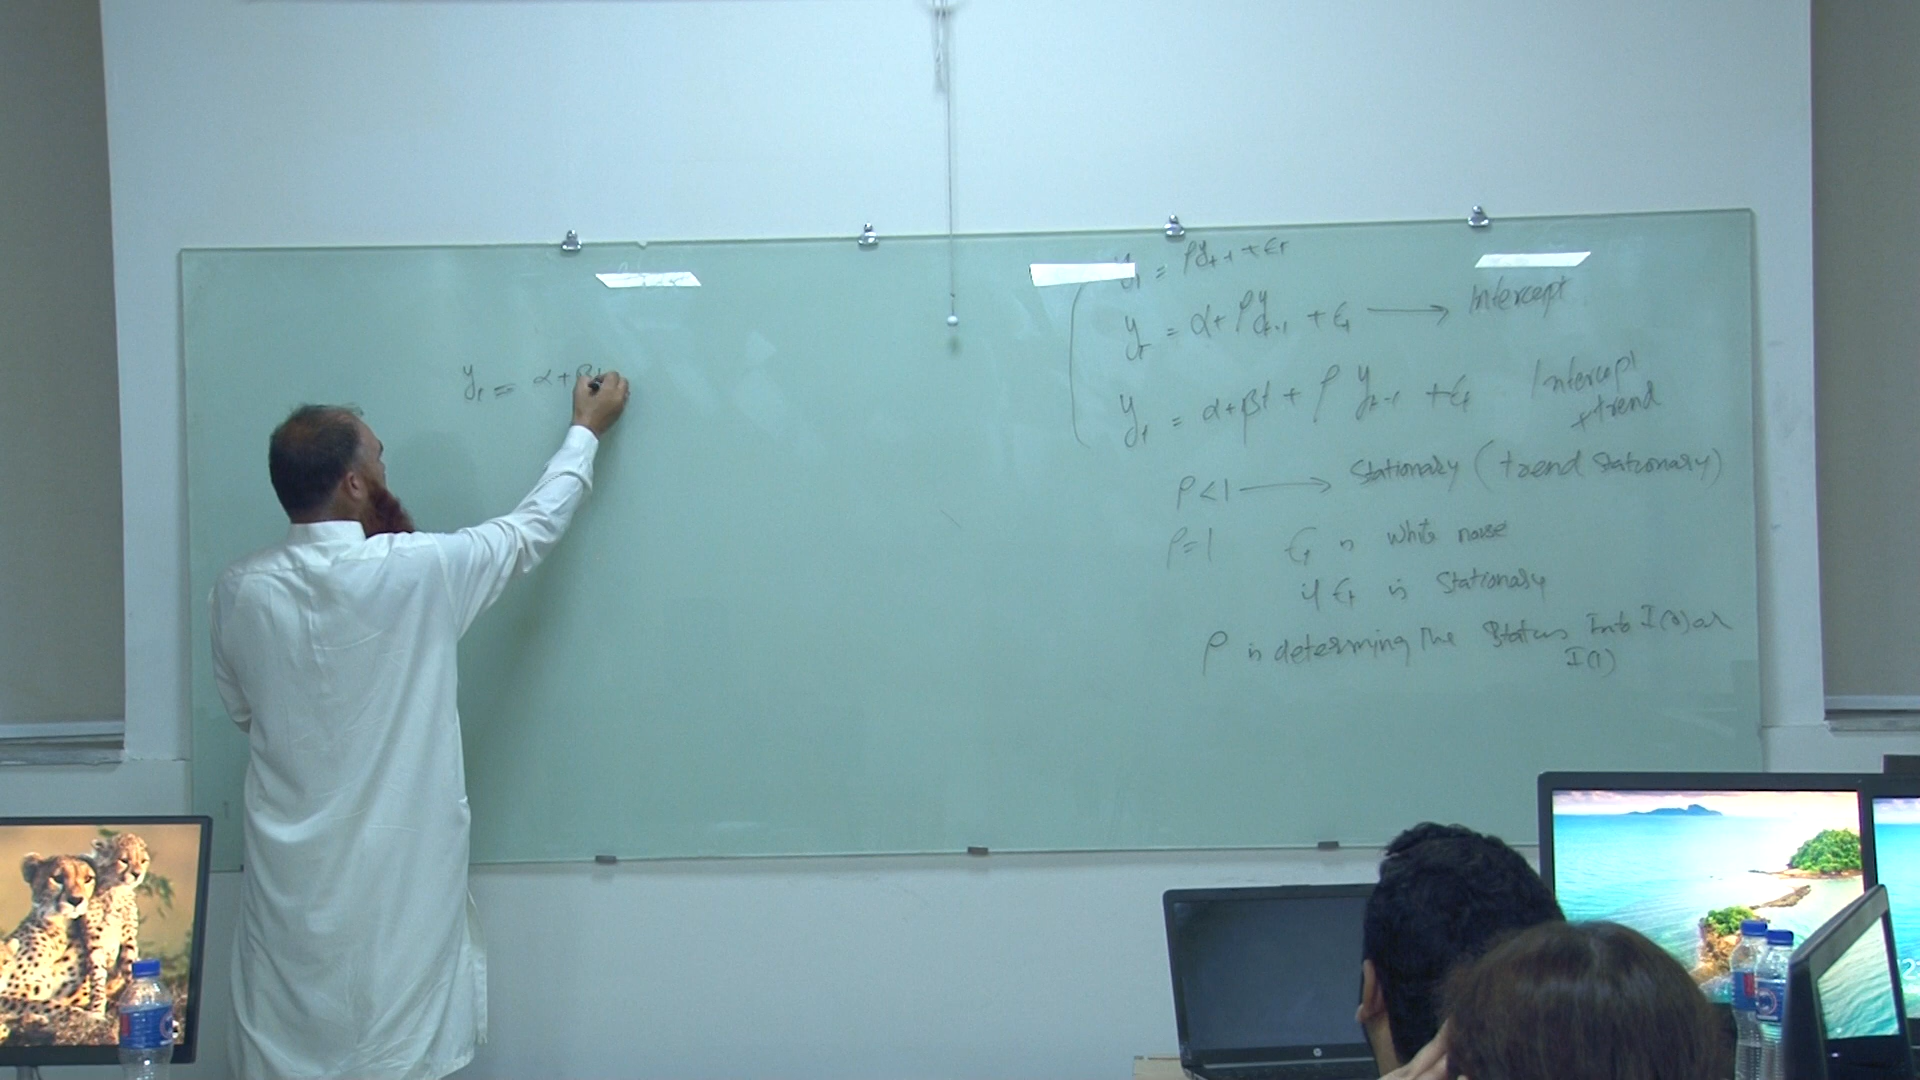 y_t = α + βt
y_t = ρy_{t-1} + ε_t
y_t = α + ρy_{t-1} + ε_t ⟶ Intercept
y_t = α + βt + ρ y_{t-1} + ε_t Intercept + trend
ρ < 1 ⟶ Stationary (trend stationary)
ρ = 1 ε_t is white noise
if ε_t is stationary
ρ is determining the status into I(0) or I(1)